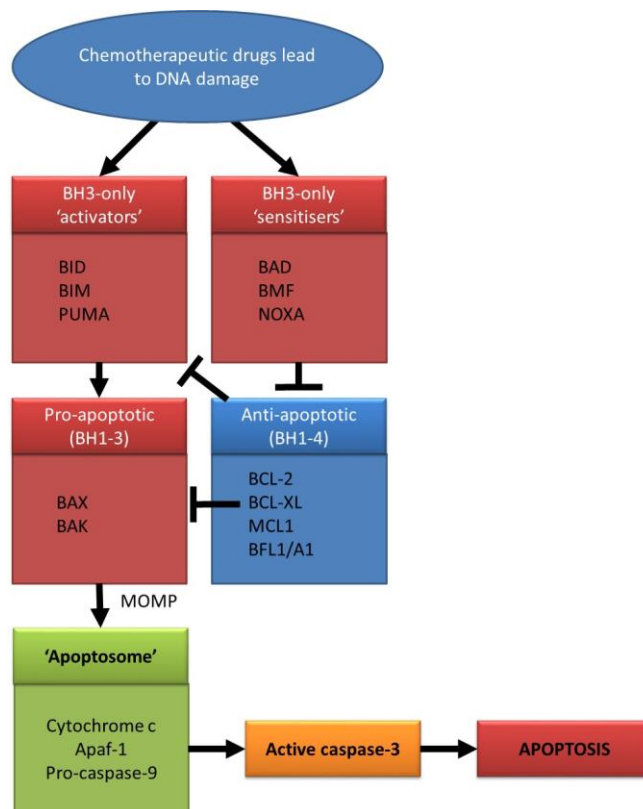 Chemotherapeutic drugs lead
to DNA damage
BH3-only
‘activators’
BID
BIM
PUMA
BH3-only
‘sensitisers’
BAD
BMF
NOXA
Pro-apoptotic
(BH1-3)
BAX
BAK
Anti-apoptotic
(BH1-4)
BCL-2
BCL-XL
MCL1
BFL1/A1
MOMP
‘Apoptosome’
Cytochrome c
Apaf-1
Pro-caspase-9
Active caspase-3
APOPTOSIS